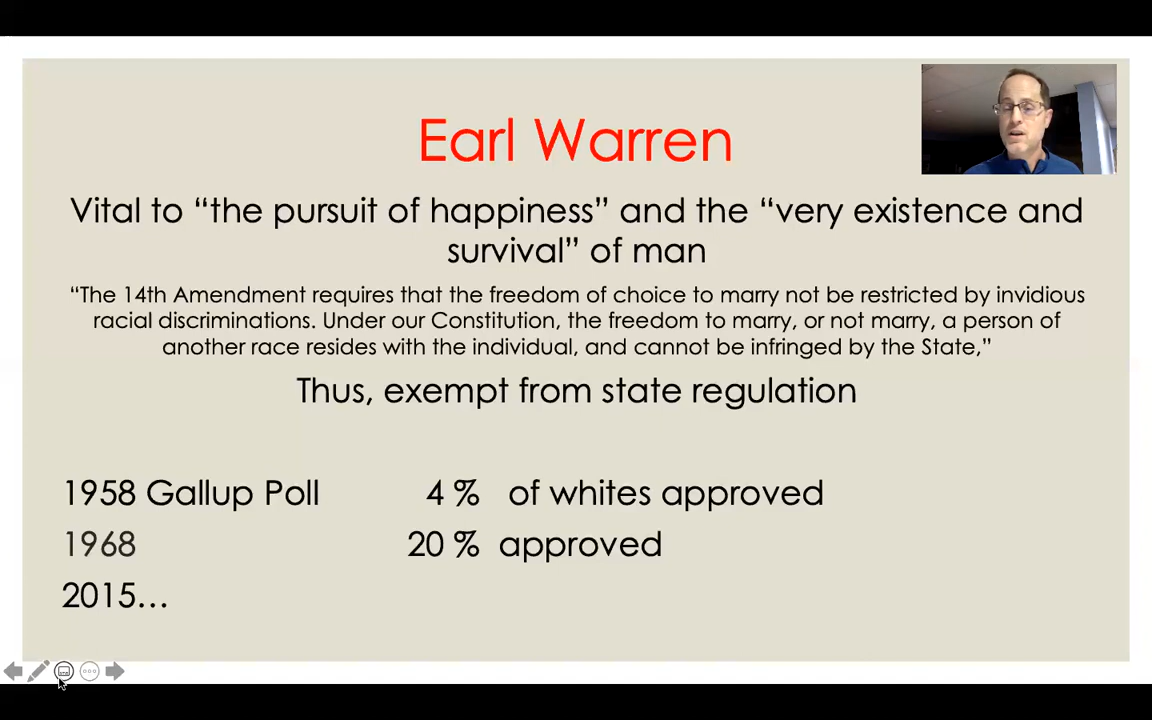 Earl Warren
Vital to “the pursuit of happiness” and the “very existence and
survival” of man
“The 14th Amendment requires that the freedom of choice to marry not be restricted by invidious
racial discriminations. Under our Constitution, the freedom to marry, or not marry, a person of
another race resides with the individual, and cannot be infringed by the State,”
Thus, exempt from state regulation
1958 Gallup Poll 4 % of whites approved
1968 20 % approved
2015…